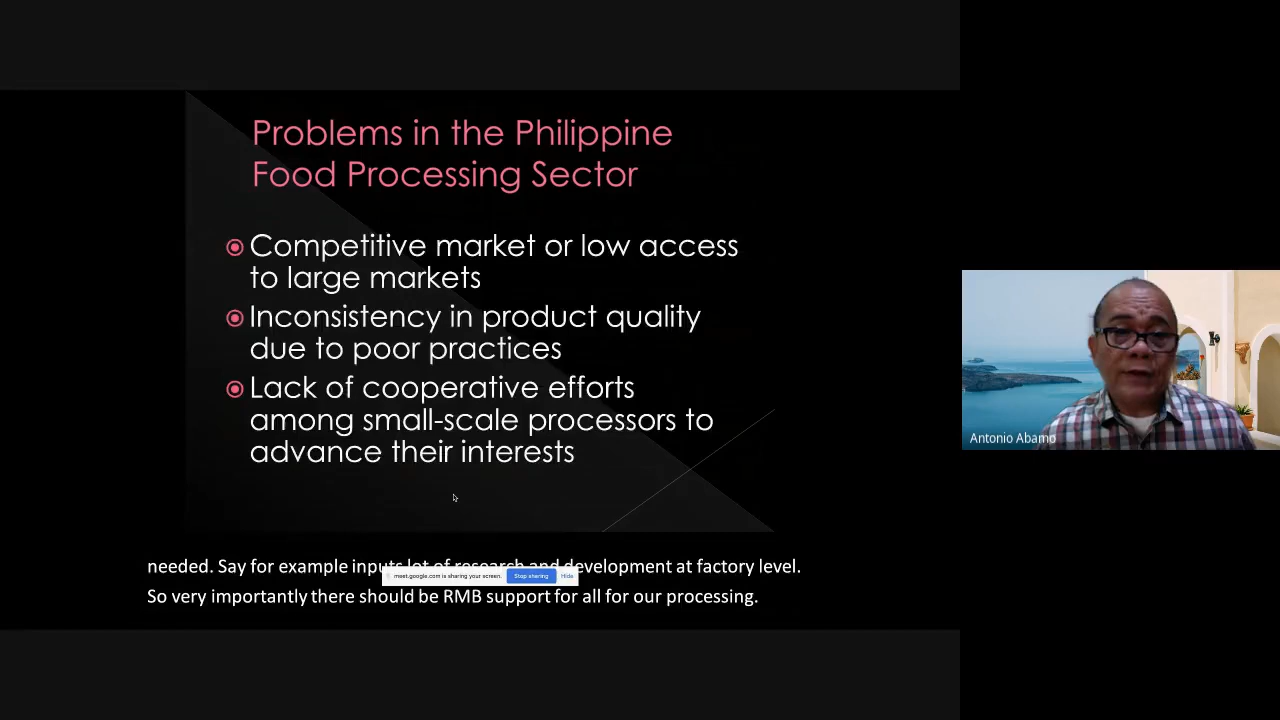 Problems in the Philippine
Food Processing Sector
Competitive market or low access
to large markets
Inconsistency in product quality
due to poor practices
Lack of cooperative efforts
among small-scale processors to
advance their interests
Antonio Abamo
needed. Say for example inputs lot of research and development at factory level.
meet.google.com is sharing your screen. Stop sharing Hide
So very importantly there should be RMB support for all for our processing.